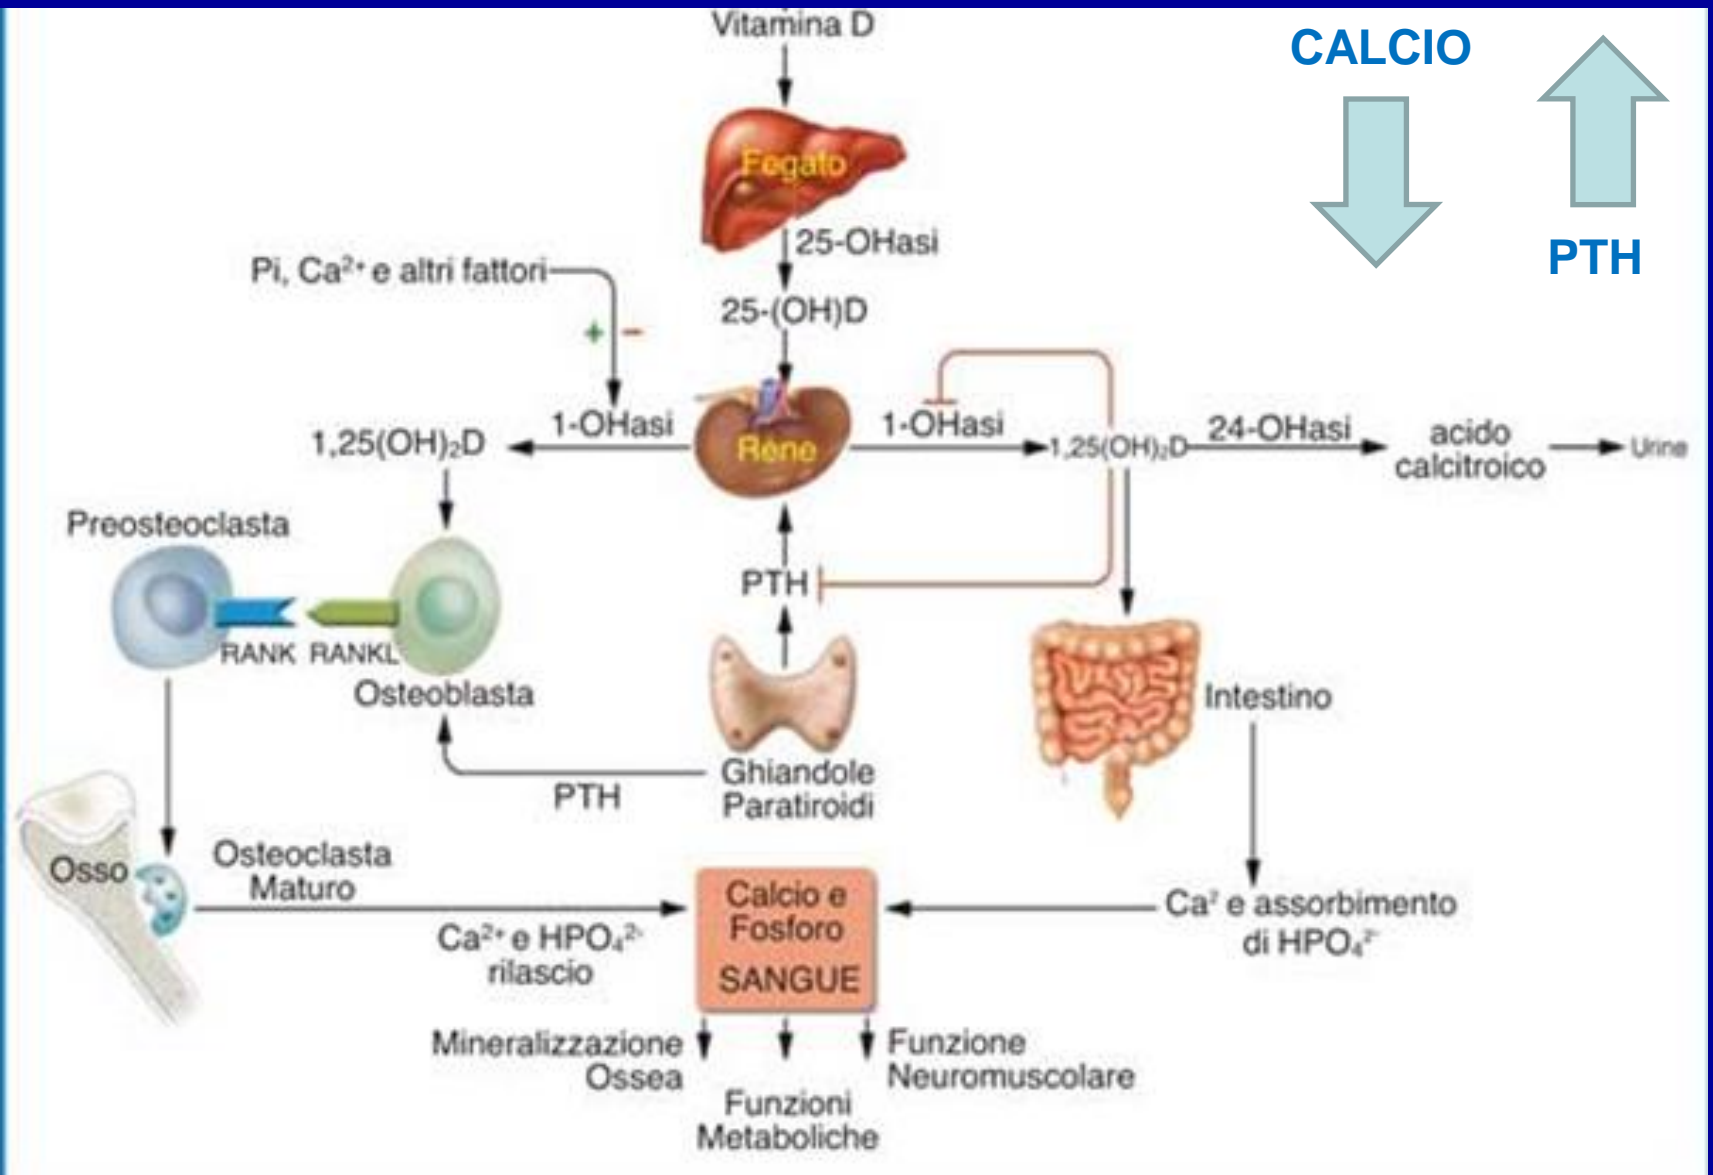 Vitamina D
CALCIO
PTH
Fegato
25-OHasi
25-(OH)D
Pi, Ca²⁺ e altri fattori
+ −
1-OHasi
Rene
1-OHasi
1,25(OH)₂D
1,25(OH)₂D
24-OHasi
acido
calcitroico
Urine
Preosteoclasta
RANK
RANKL
Osteoblasta
PTH
PTH
Ghiandole
Paratiroidi
Intestino
Osso
Osteoclasta
Maturo
Ca²⁺ e HPO₄²⁻
rilascio
Calcio e
Fosforo
SANGUE
Ca² e assorbimento
di HPO₄²⁻
Mineralizzazione
Ossea
Funzioni
Metaboliche
Funzione
Neuromuscolare